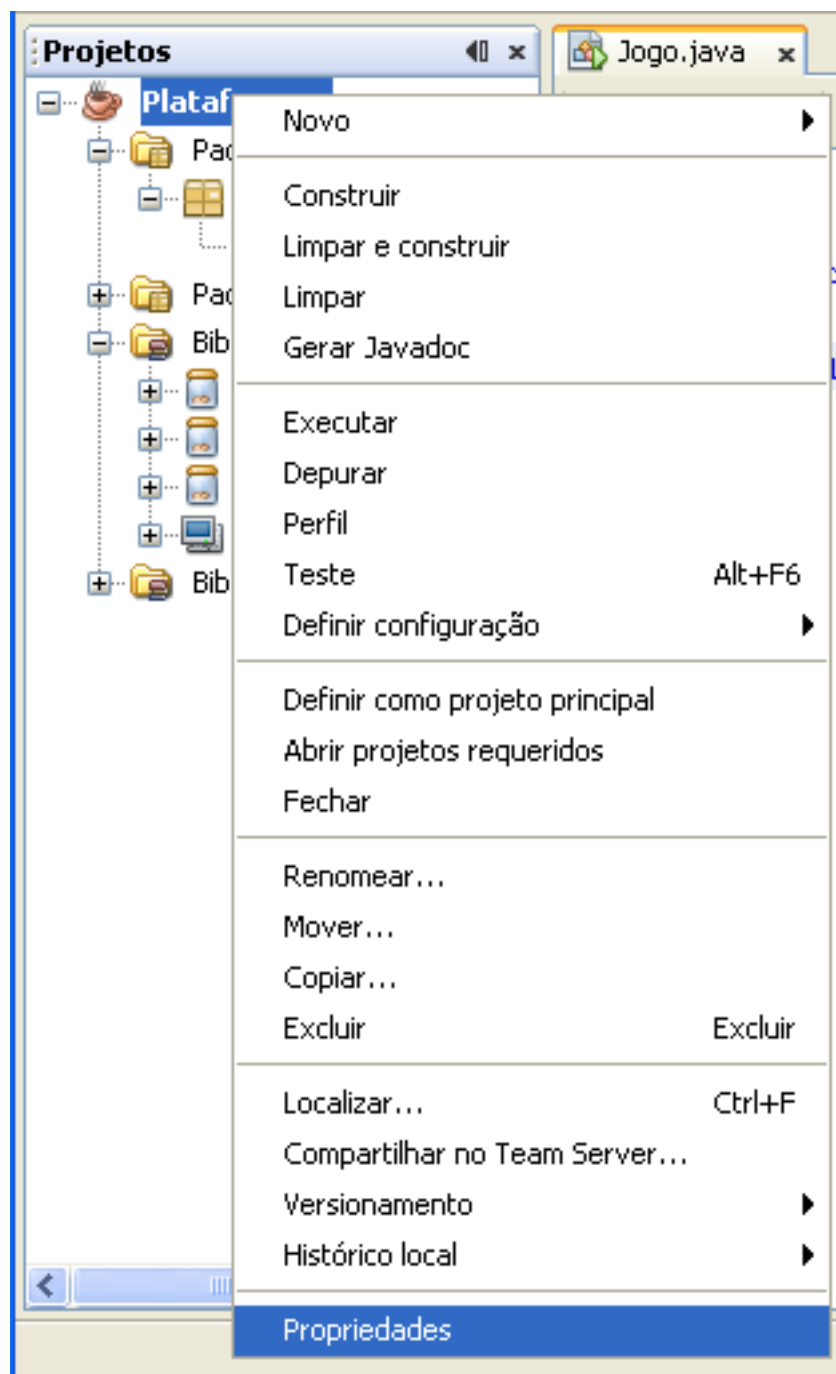 Projetos
Jogo.java
Plataf
Novo
Pac
Construir
Limpar e construir
Limpar
Pac
Gerar Javadoc
Bib
Executar
Depurar
Perfil
Teste Alt+F6
Bib
Definir configuração
Definir como projeto principal
Abrir projetos requeridos
Fechar
Renomear...
Mover...
Copiar...
Excluir Excluir
Localizar... Ctrl+F
Compartilhar no Team Server...
Versionamento
Histórico local
Propriedades